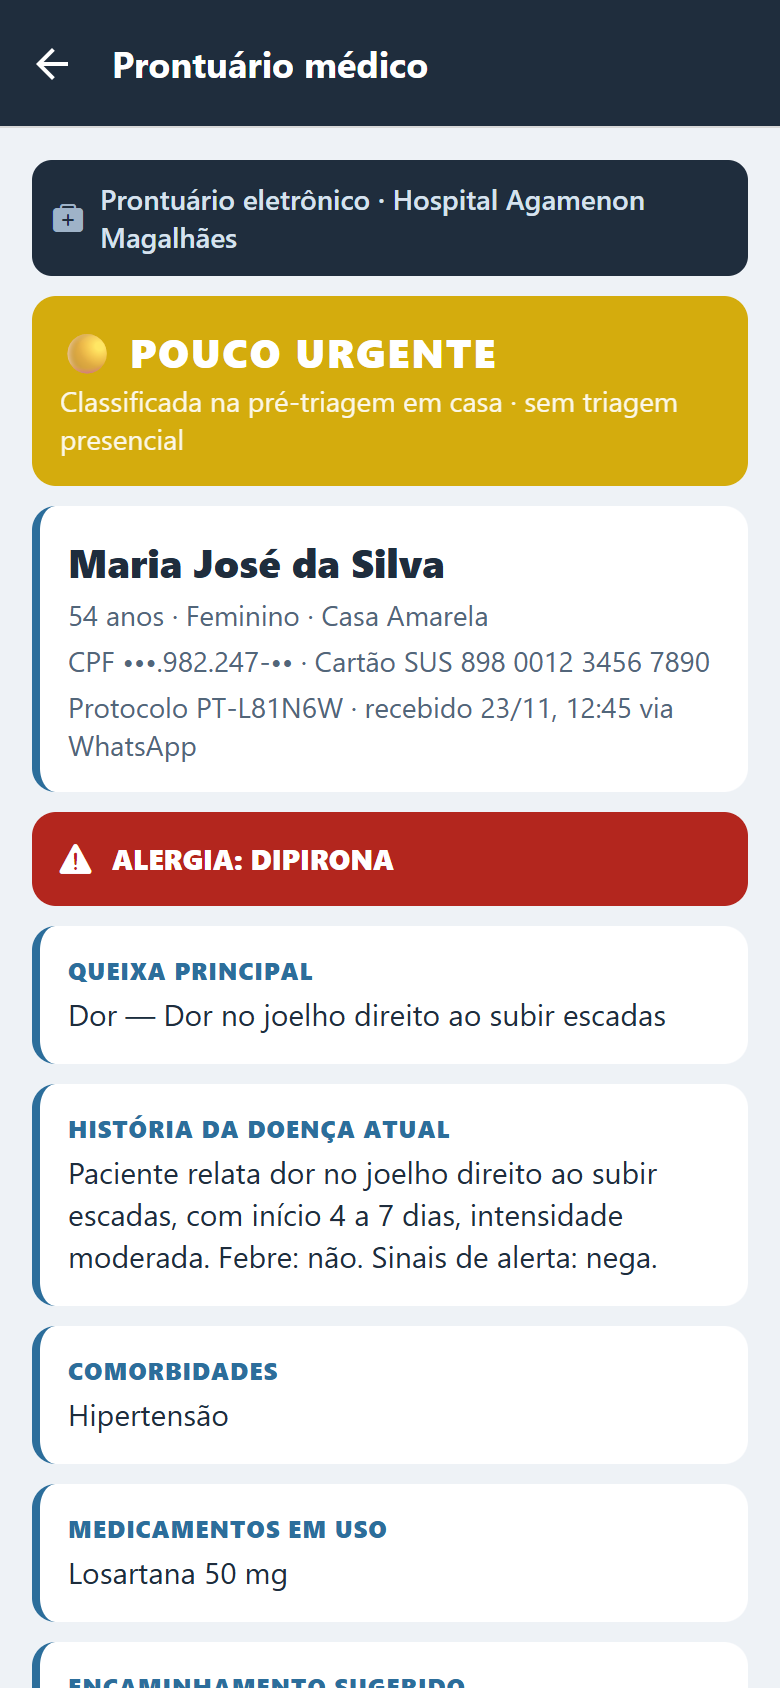 Prontuário médico
Prontuário eletrônico · Hospital Agamenon
Magalhães
POUCO URGENTE
Classificada na pré-triagem em casa · sem triagem
presencial
Maria José da Silva
54 anos · Feminino · Casa Amarela
CPF •••.982.247-•• · Cartão SUS 898 0012 3456 7890
Protocolo PT-L81N6W · recebido 23/11, 12:45 via
WhatsApp
ALERGIA: DIPIRONA
QUEIXA PRINCIPAL
Dor — Dor no joelho direito ao subir escadas
HISTÓRIA DA DOENÇA ATUAL
Paciente relata dor no joelho direito ao subir
escadas, com início 4 a 7 dias, intensidade
moderada. Febre: não. Sinais de alerta: nega.
COMORBIDADES
Hipertensão
MEDICAMENTOS EM USO
Losartana 50 mg
ENCAMINHAMENTO SUGERIDO